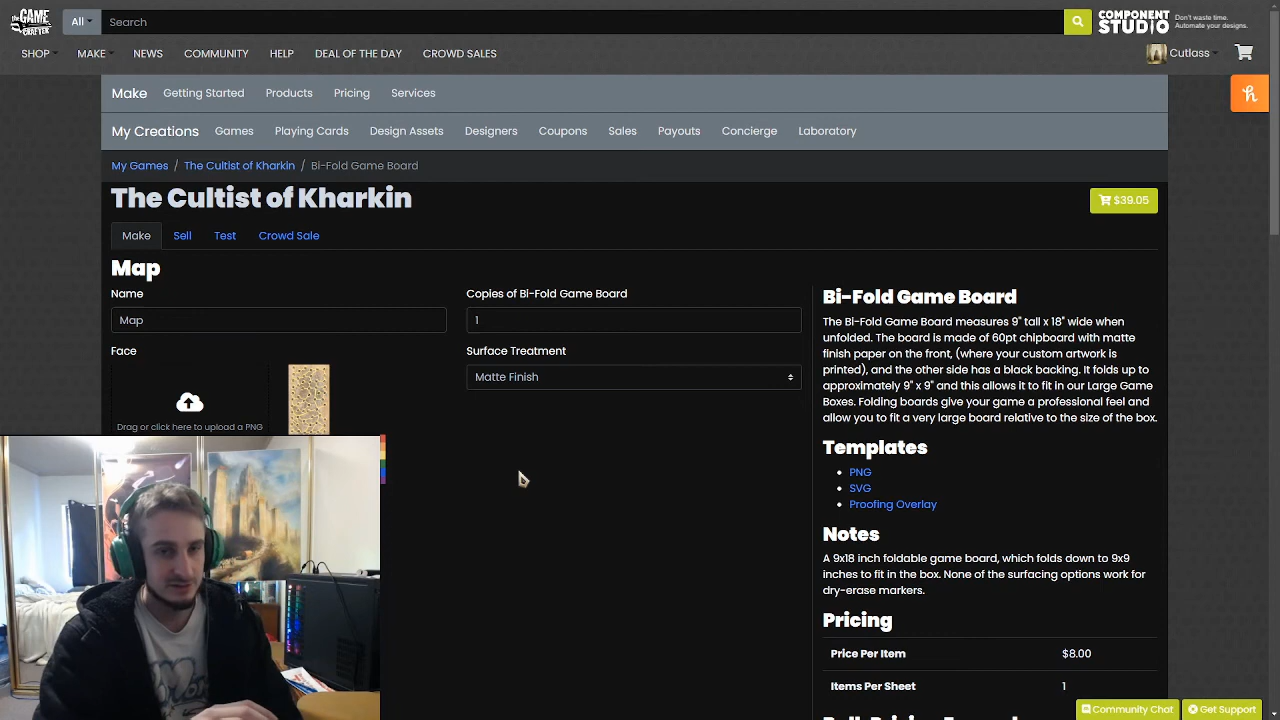 the GAME CRAFTER
All
Search
COMPONENT STUDIO
Don't waste time.
Automate your designs.
SHOP
MAKE
NEWS
COMMUNITY
HELP
DEAL OF THE DAY
CROWD SALES
Cutlass
Make
Getting Started
Products
Pricing
Services
My Creations
Games
Playing Cards
Design Assets
Designers
Coupons
Sales
Payouts
Concierge
Laboratory
My Games / The Cultist of Kharkin / Bi-Fold Game Board
The Cultist of Kharkin
$39.05
Make
Sell
Test
Crowd Sale
Map
Name
Map
Face
Drag or click here to upload a PNG
Copies of Bi-Fold Game Board
1
Surface Treatment
Matte Finish
Bi-Fold Game Board
The Bi-Fold Game Board measures 9" tall x 18" wide when
unfolded. The board is made of 60pt chipboard with matte
finish paper on the front, (where your custom artwork is
printed), and the other side has a black backing. It folds up to
approximately 9" x 9" and this allows it to fit in our Large Game
Boxes. Folding boards give your game a professional feel and
allow you to fit a very large board relative to the size of the box.
Templates
PNG
SVG
Proofing Overlay
Notes
A 9x18 inch foldable game board, which folds down to 9x9
inches to fit in the box. None of the surfacing options work for
dry-erase markers.
Pricing
Price Per Item $8.00
Items Per Sheet 1
Community Chat
Get Support